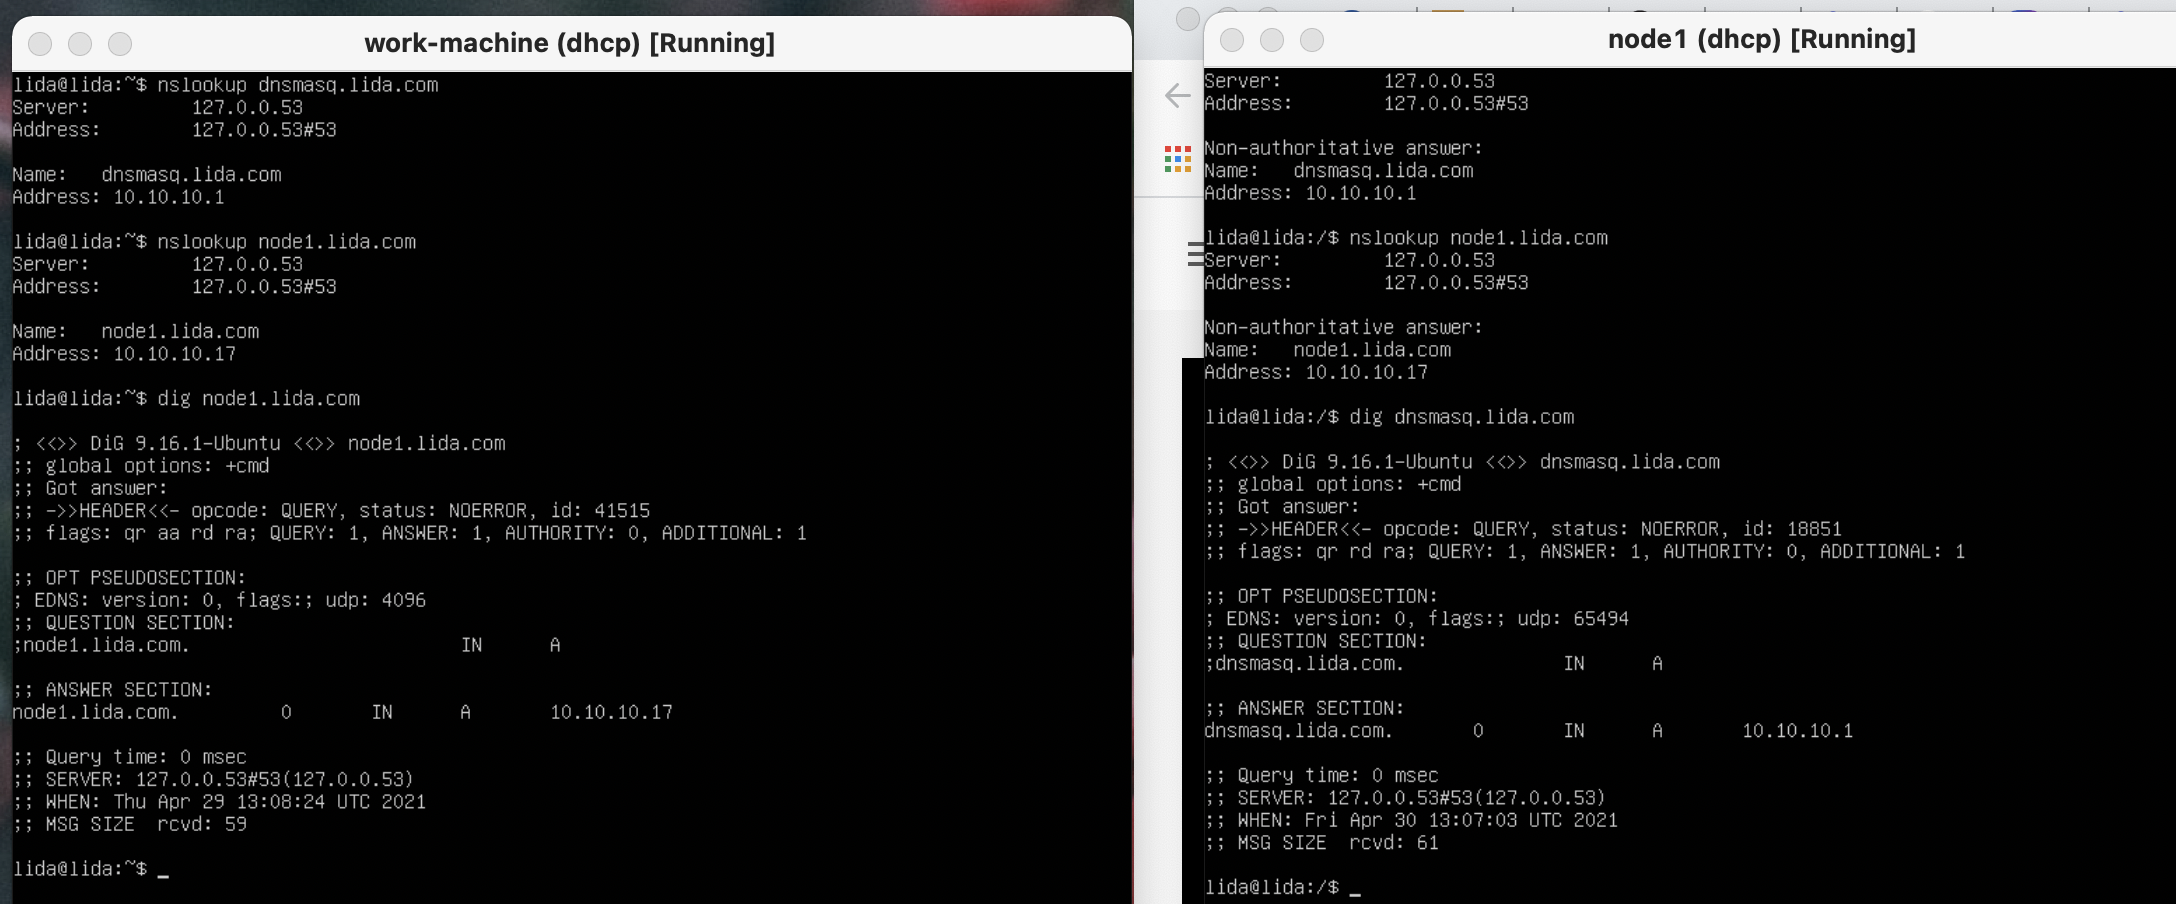 work-machine (dhcp) [Running]
lida@lida:~$ nslookup dnsmasq.lida.com
Server:         127.0.0.53
Address:        127.0.0.53#53
Name:   dnsmasq.lida.com
Address: 10.10.10.1
lida@lida:~$ nslookup node1.lida.com
Server:         127.0.0.53
Address:        127.0.0.53#53
Name:   node1.lida.com
Address: 10.10.10.17
lida@lida:~$ dig node1.lida.com
; <<>> DiG 9.16.1-Ubuntu <<>> node1.lida.com
;; global options: +cmd
;; Got answer:
;; ->>HEADER<<- opcode: QUERY, status: NOERROR, id: 41515
;; flags: qr aa rd ra; QUERY: 1, ANSWER: 1, AUTHORITY: 0, ADDITIONAL: 1
;; OPT PSEUDOSECTION:
; EDNS: version: 0, flags:; udp: 4096
;; QUESTION SECTION:
;node1.lida.com.                        IN      A
;; ANSWER SECTION:
node1.lida.com.         0       IN      A       10.10.10.17
;; Query time: 0 msec
;; SERVER: 127.0.0.53#53(127.0.0.53)
;; WHEN: Thu Apr 29 13:08:24 UTC 2021
;; MSG SIZE  rcvd: 59
lida@lida:~$ _
node1 (dhcp) [Running]
Server:         127.0.0.53
Address:        127.0.0.53#53
Non-authoritative answer:
Name:   dnsmasq.lida.com
Address: 10.10.10.1
lida@lida:/$ nslookup node1.lida.com
Server:         127.0.0.53
Address:        127.0.0.53#53
Non-authoritative answer:
Name:   node1.lida.com
Address: 10.10.10.17
lida@lida:/$ dig dnsmasq.lida.com
; <<>> DiG 9.16.1-Ubuntu <<>> dnsmasq.lida.com
;; global options: +cmd
;; Got answer:
;; ->>HEADER<<- opcode: QUERY, status: NOERROR, id: 18851
;; flags: qr rd ra; QUERY: 1, ANSWER: 1, AUTHORITY: 0, ADDITIONAL: 1
;; OPT PSEUDOSECTION:
; EDNS: version: 0, flags:; udp: 65494
;; QUESTION SECTION:
;dnsmasq.lida.com.              IN      A
;; ANSWER SECTION:
dnsmasq.lida.com.       0       IN      A       10.10.10.1
;; Query time: 0 msec
;; SERVER: 127.0.0.53#53(127.0.0.53)
;; WHEN: Fri Apr 30 13:07:03 UTC 2021
;; MSG SIZE  rcvd: 61
lida@lida:/$ _